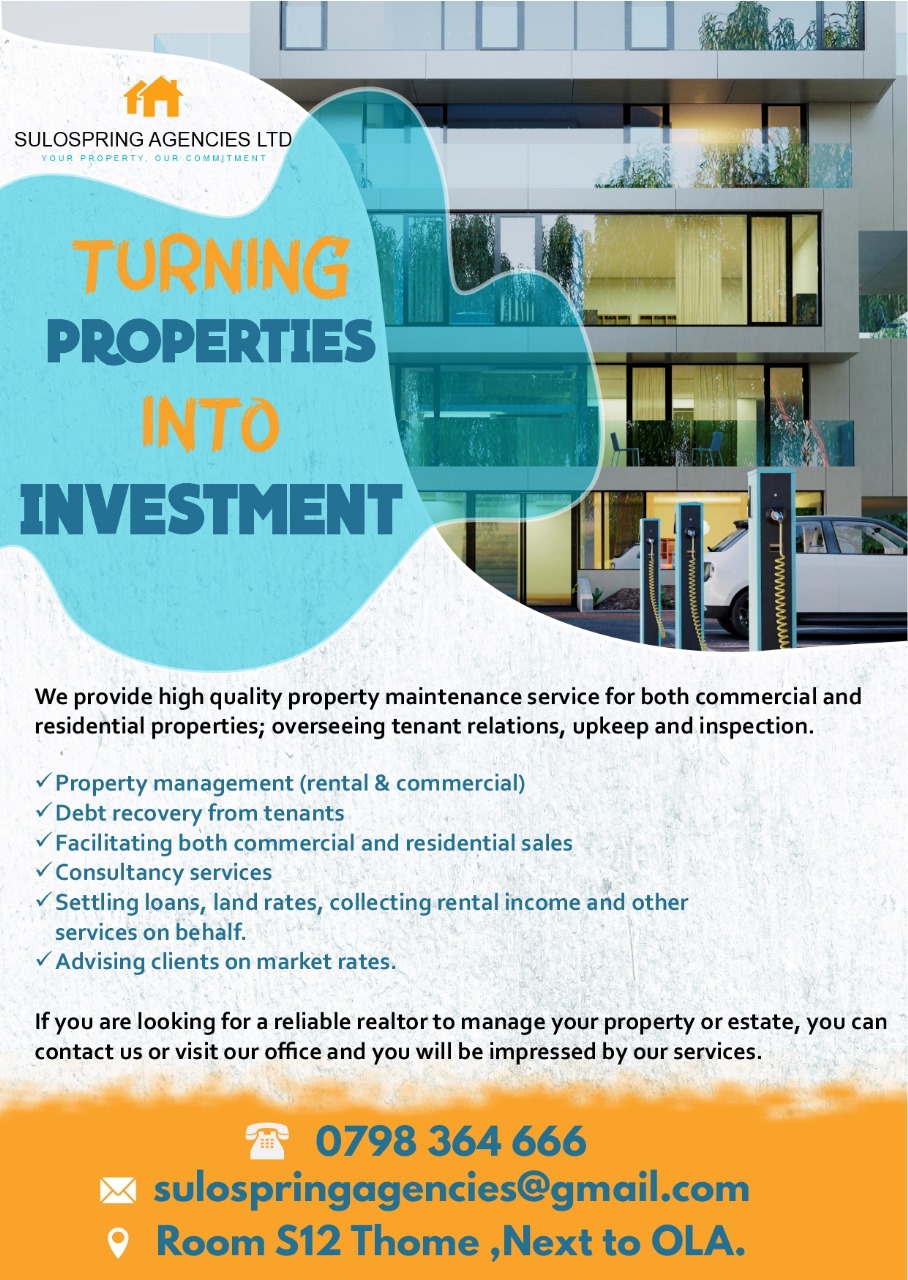 SULOSPRING AGENCIES LTD
YOUR PROPERTY, OUR COMMITMENT
TURNING
PROPERTIES
INTO
INVESTMENT
We provide high quality property maintenance service for both commercial and
residential properties; overseeing tenant relations, upkeep and inspection.
✓ Property management (rental & commercial)
✓ Debt recovery from tenants
✓ Facilitating both commercial and residential sales
✓ Consultancy services
✓ Settling loans, land rates, collecting rental income and other
services on behalf.
✓ Advising clients on market rates.
If you are looking for a reliable realtor to manage your property or estate, you can
contact us or visit our office and you will be impressed by our services.
0798 364 666
sulospringagencies@gmail.com
Room S12 Thome ,Next to OLA.